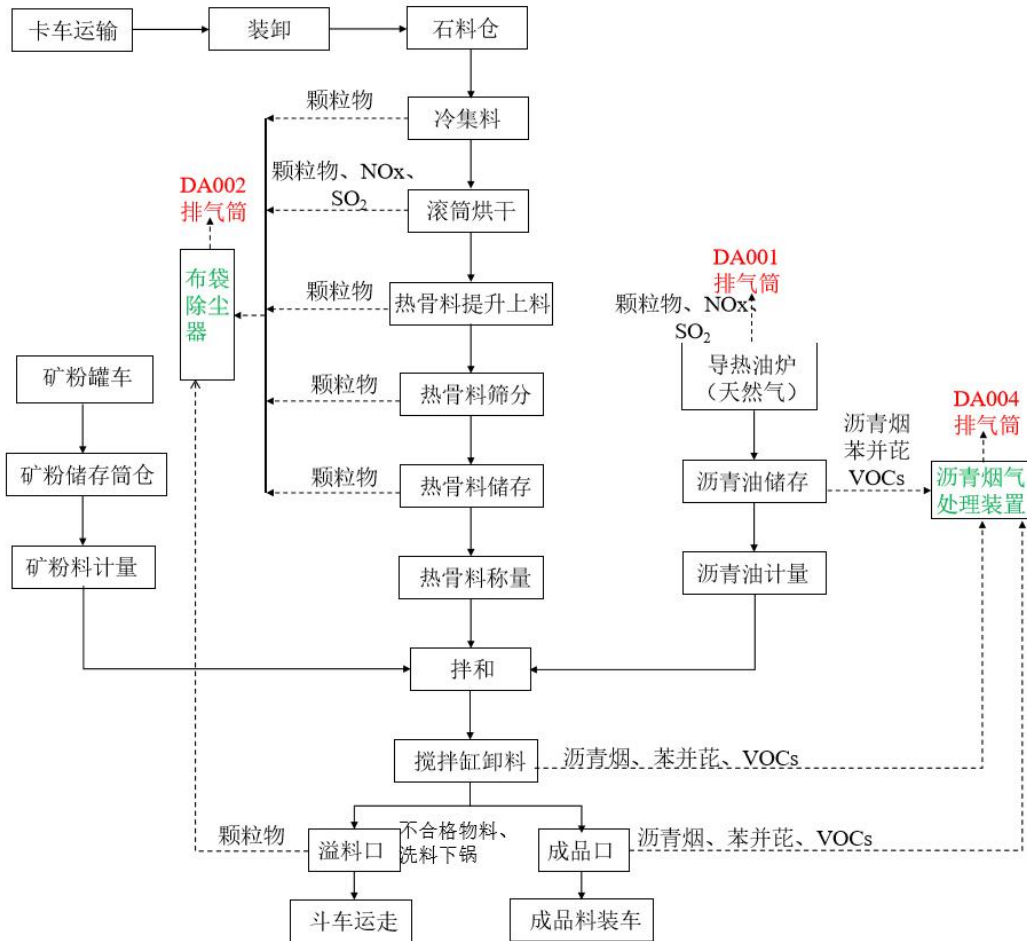 卡车运输
装卸
石料仓
颗粒物
冷集料
颗粒物、NOx、
SO₂
滚筒烘干
DA002
排气筒
布袋
除尘
器
颗粒物
热骨料提升上料
DA001
排气筒
颗粒物、NOx、
SO₂
导热油炉
（天然气）
矿粉罐车
颗粒物
热骨料筛分
DA004
排气筒
沥青烟
苯并芘
VOCs
矿粉储存筒仓
颗粒物
热骨料储存
沥青油储存
沥青烟气
处理装置
矿粉料计量
热骨料称量
沥青油计量
拌和
搅拌缸卸料
沥青烟、苯并芘、VOCs
颗粒物
溢料口
不合格物料、
洗料下锅
成品口
沥青烟、苯并芘、VOCs
斗车运走
成品料装车